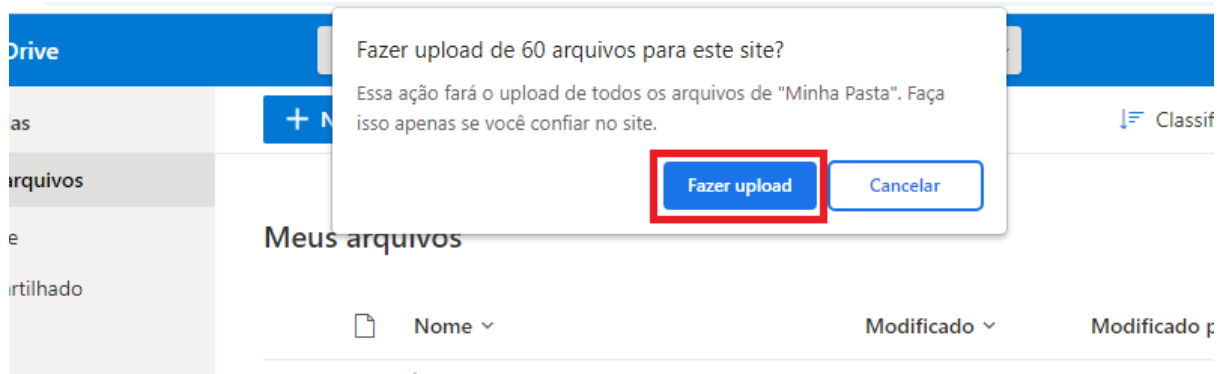 Drive
Fazer upload de 60 arquivos para este site?
Essa ação fará o upload de todos os arquivos de "Minha Pasta". Faça
isso apenas se você confiar no site.
Fazer upload
Cancelar
as
+ N
Classif
arquivos
e
Meus arquivos
rtilhado
Nome
Modificado
Modificado p